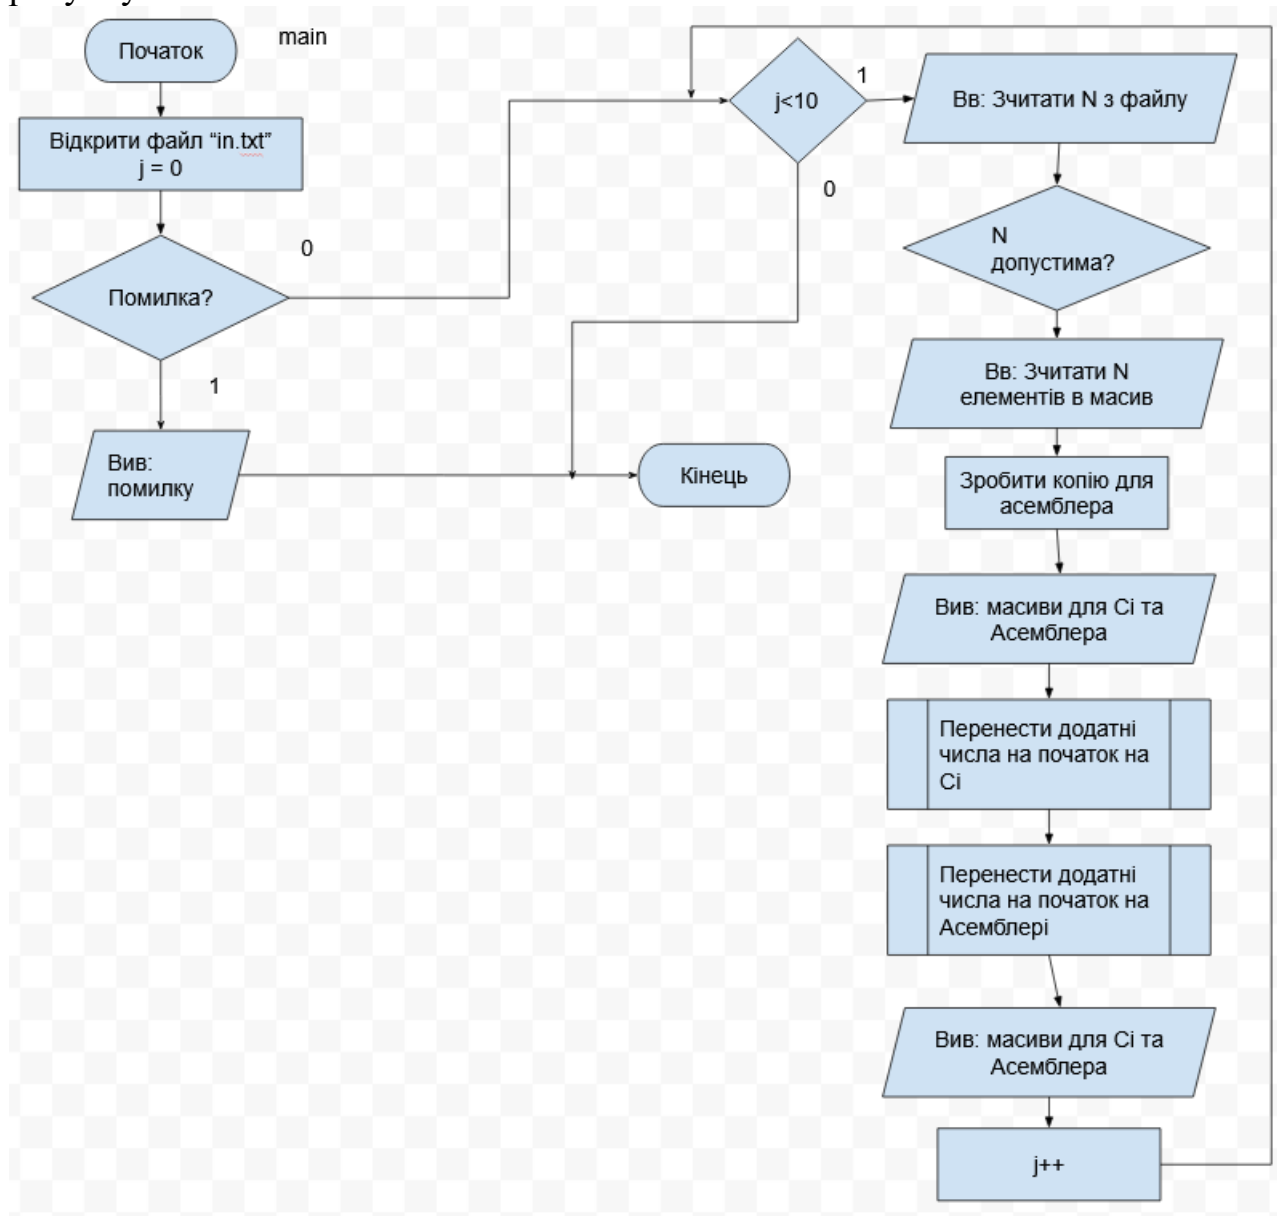 Початок
main
Відкрити файл “in.txt”
j = 0
Помилка?
0
1
Вив:
помилку
Кінець
j<10
1
0
Вв: Зчитати N з файлу
N
допустима?
Вв: Зчитати N
елементів в масив
Зробити копію для
асемблера
Вив: масиви для Сі та
Асемблера
Перенести додатні
числа на початок на
Сі
Перенести додатні
числа на початок на
Асемблері
Вив: масиви для Сі та
Асемблера
j++